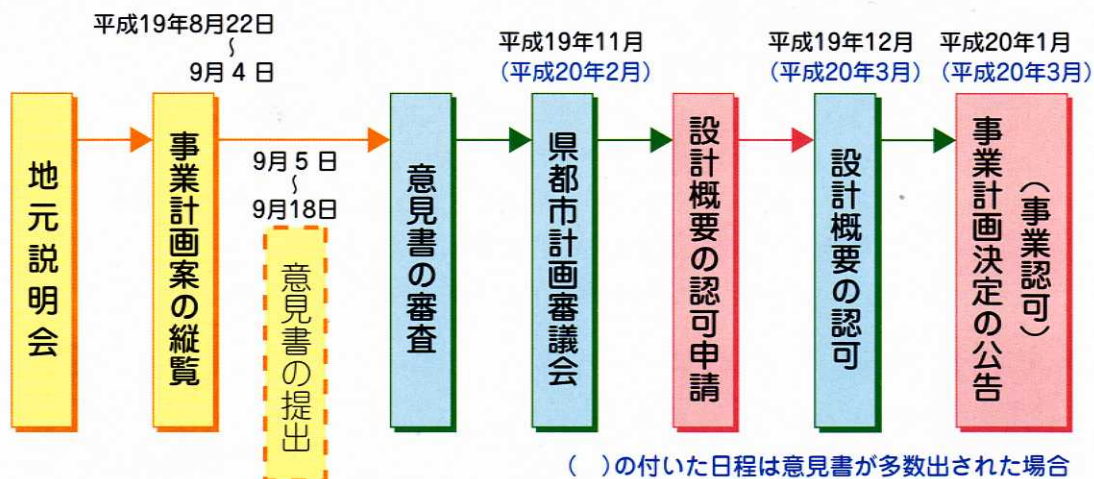 平成19年8月22日
〜
9月4日
平成19年11月
(平成20年2月)
平成19年12月
(平成20年3月)
平成20年1月
(平成20年3月)
地元説明会
事業計画案の縦覧
9月5日
〜
9月18日
意見書の提出
意見書の審査
県都市計画審議会
設計概要の認可申請
設計概要の認可
事業計画決定の公告
(事業認可)
( )の付いた日程は意見書が多数出された場合